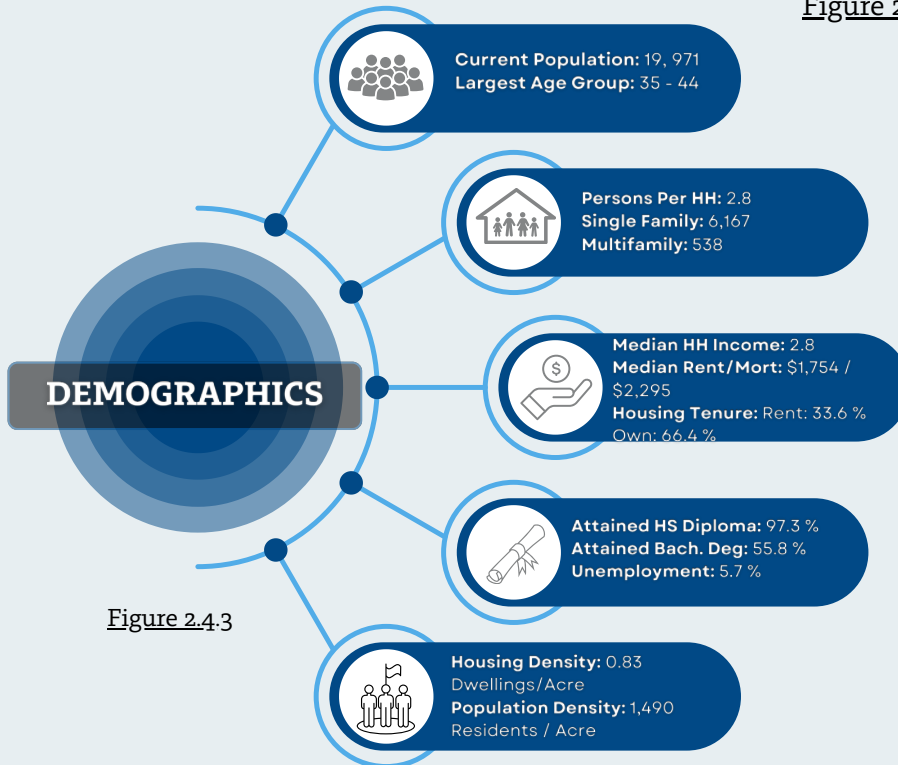 Figure 2
Current Population: 19, 971
Largest Age Group: 35 - 44
Persons Per HH: 2.8
Single Family: 6,167
Multifamily: 538
Median HH Income: 2.8
Median Rent/Mort: $1,754 /
$2,295
Housing Tenure: Rent: 33.6 %
Own: 66.4 %
DEMOGRAPHICS
Attained HS Diploma: 97.3 %
Attained Bach. Deg: 55.8 %
Unemployment: 5.7 %
Figure 2.4.3
Housing Density: 0.83
Dwellings/Acre
Population Density: 1,490
Residents / Acre
$